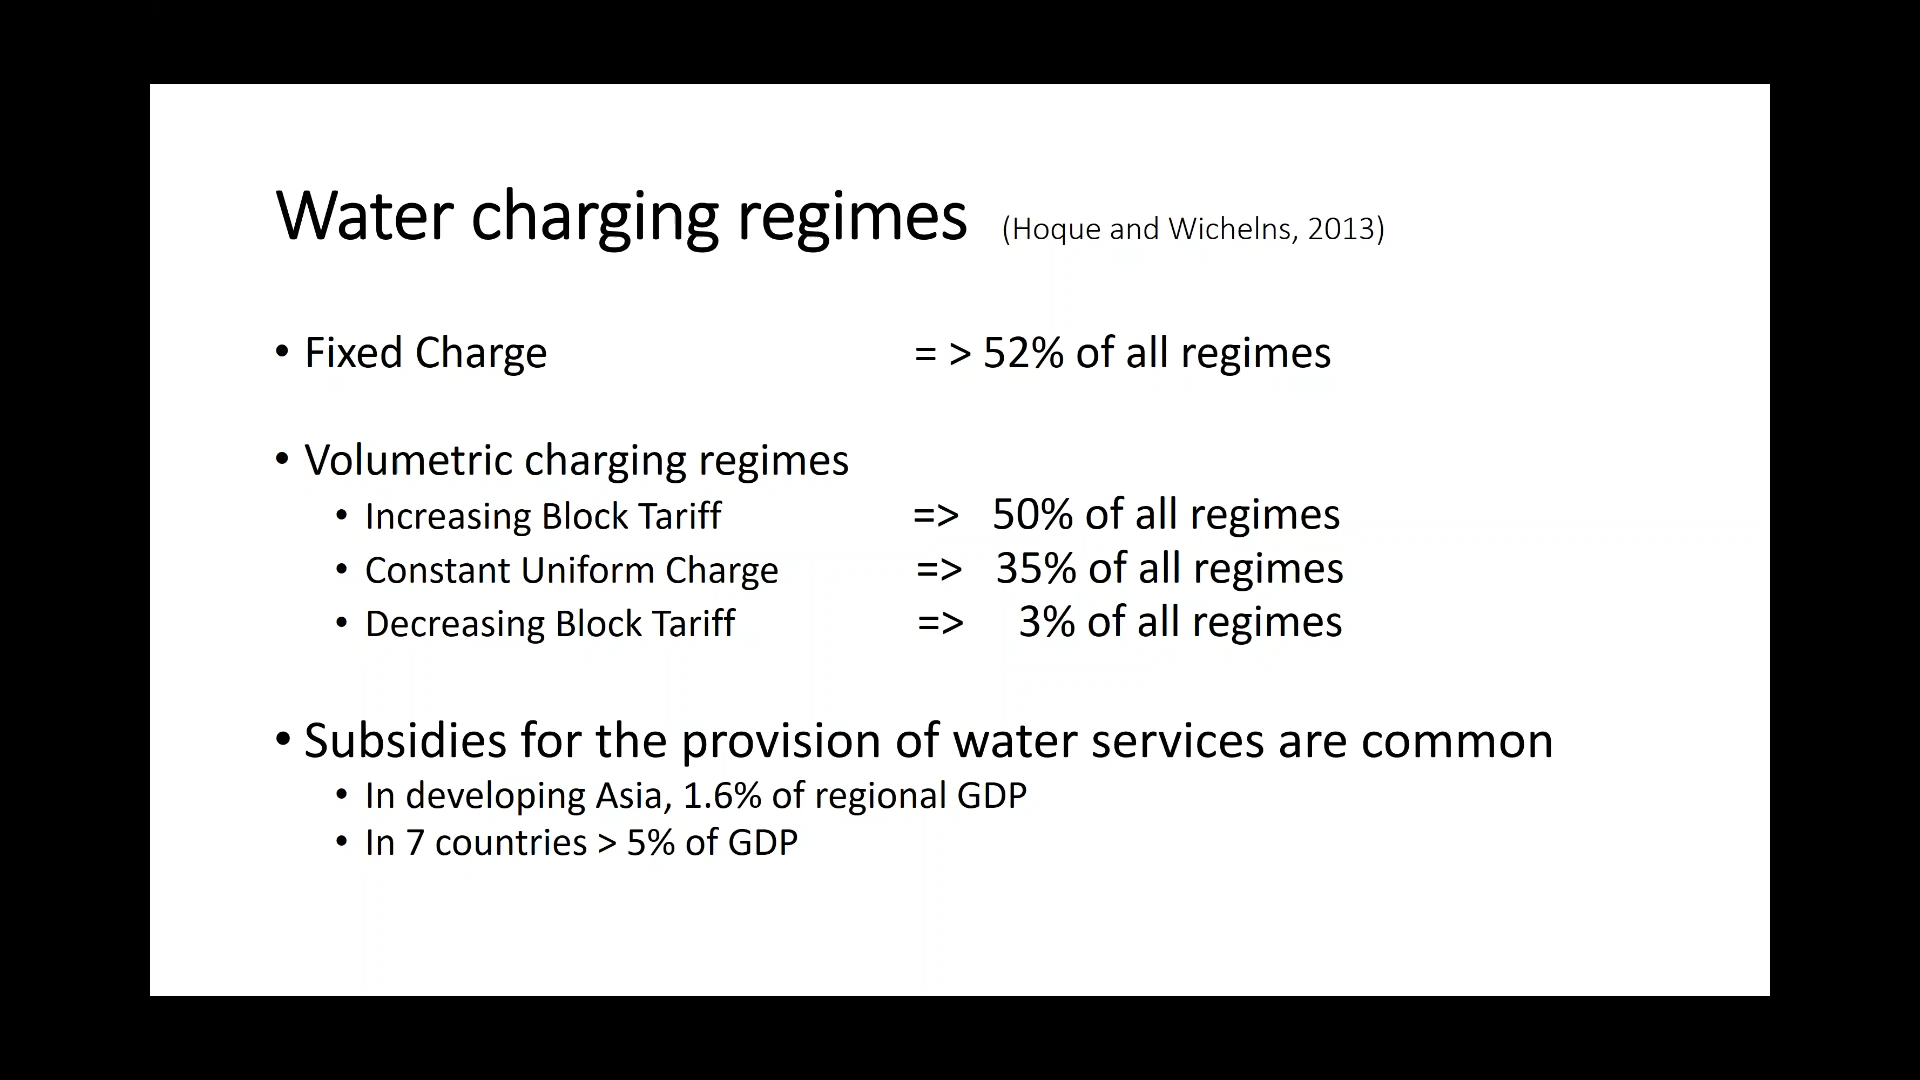 Water charging regimes (Hoque and Wichelns, 2013)
• Fixed Charge = > 52% of all regimes
• Volumetric charging regimes
• Increasing Block Tariff => 50% of all regimes
• Constant Uniform Charge => 35% of all regimes
• Decreasing Block Tariff => 3% of all regimes
• Subsidies for the provision of water services are common
• In developing Asia, 1.6% of regional GDP
• In 7 countries > 5% of GDP